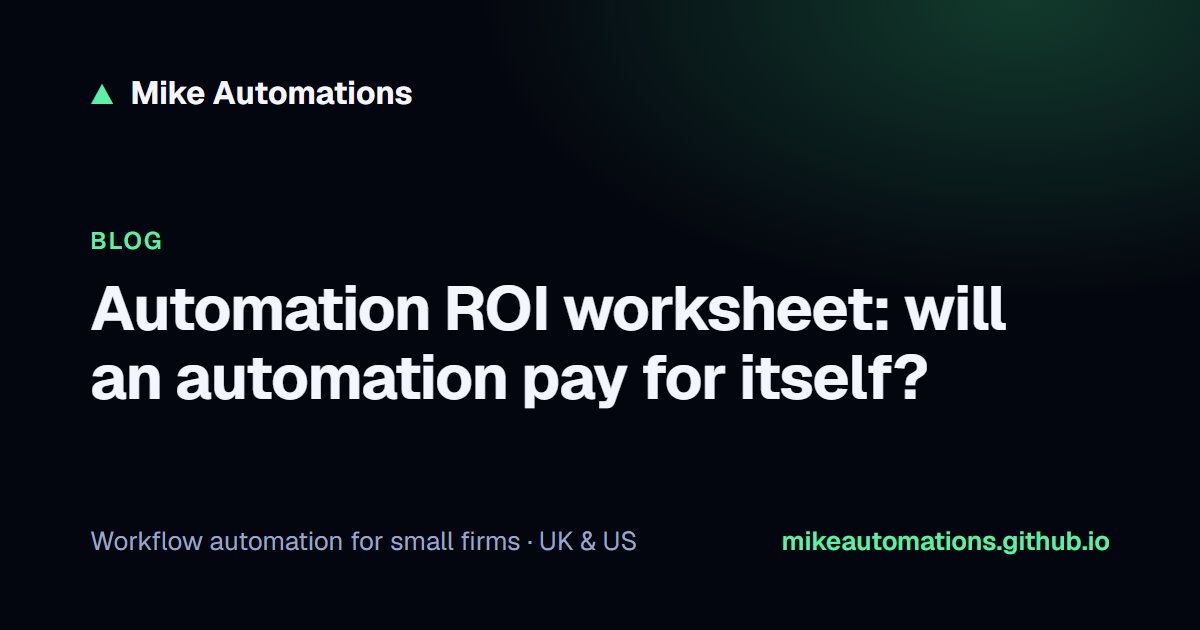 Mike Automations
BLOG
Automation ROI worksheet: will
an automation pay for itself?
Workflow automation for small firms · UK & US
mikeautomations.github.io